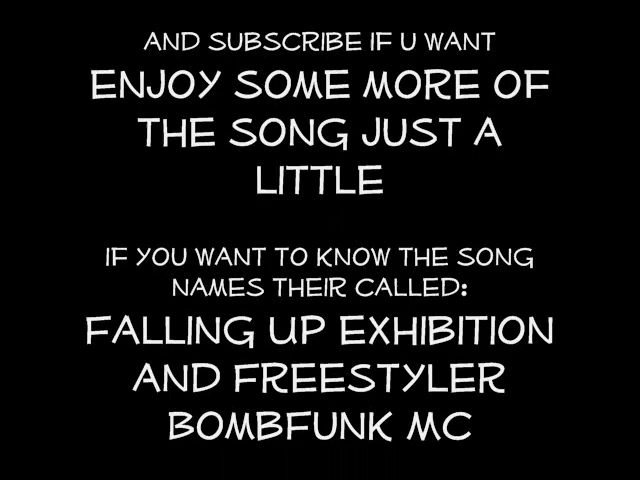 AND SUBSCRIBE IF U WANT
ENJOY SOME MORE OF
THE SONG JUST A
LITTLE
IF YOU WANT TO KNOW THE SONG
NAMES THEIR CALLED:
FALLING UP EXHIBITION
AND FREESTYLER
BOMBFUNK MC